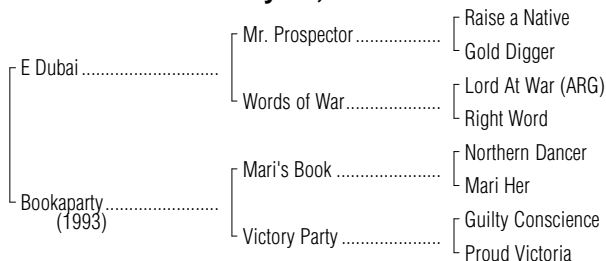 Raise a Native
Mr. Prospector..................
Gold Digger
E Dubai............................
Lord At War (ARG)
Words of War....................
Right Word
Northern Dancer
Mari's Book......................
Mari Her
Bookaparty.......................
(1993)
Guilty Conscience
Victory Party.....................
Proud Victoria